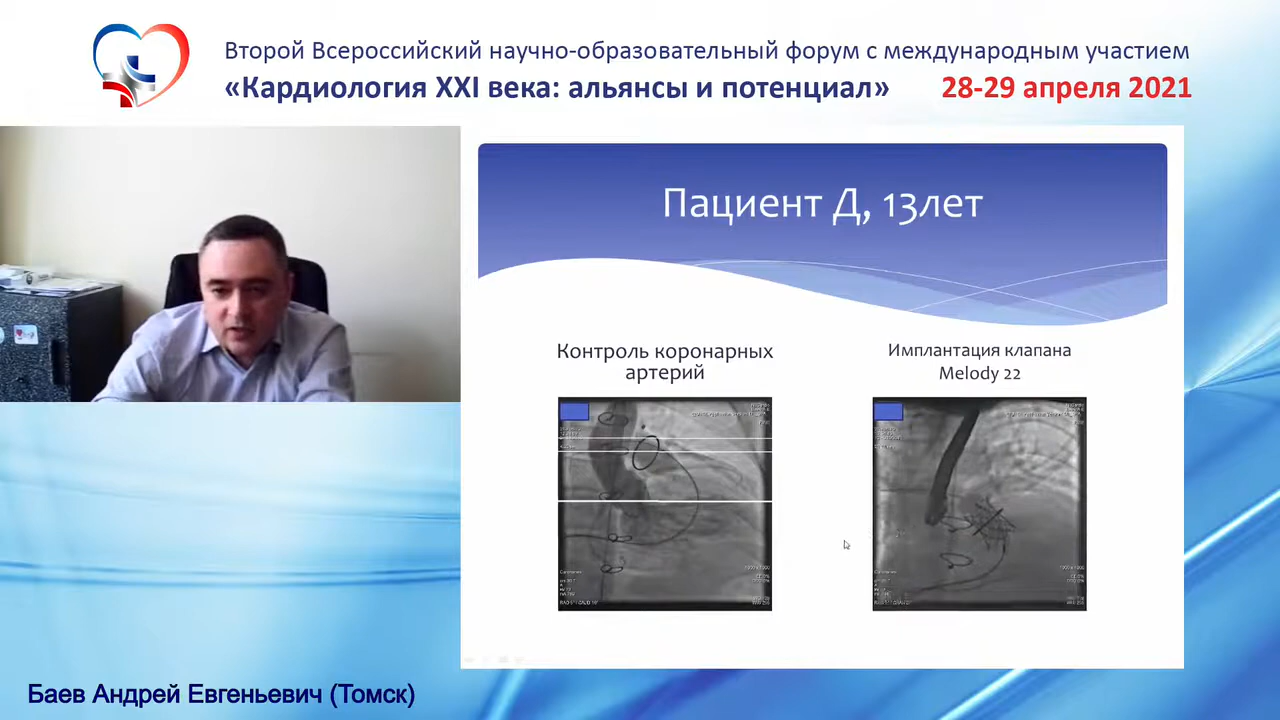 Второй Всероссийский научно-образовательный форум с международным участием
«Кардиология XXI века: альянсы и потенциал» 28-29 апреля 2021
Пациент Д, 13лет
Контроль коронарных
артерий
Имплантация клапана
Melody 22
Баев Андрей Евгеньевич (Томск)